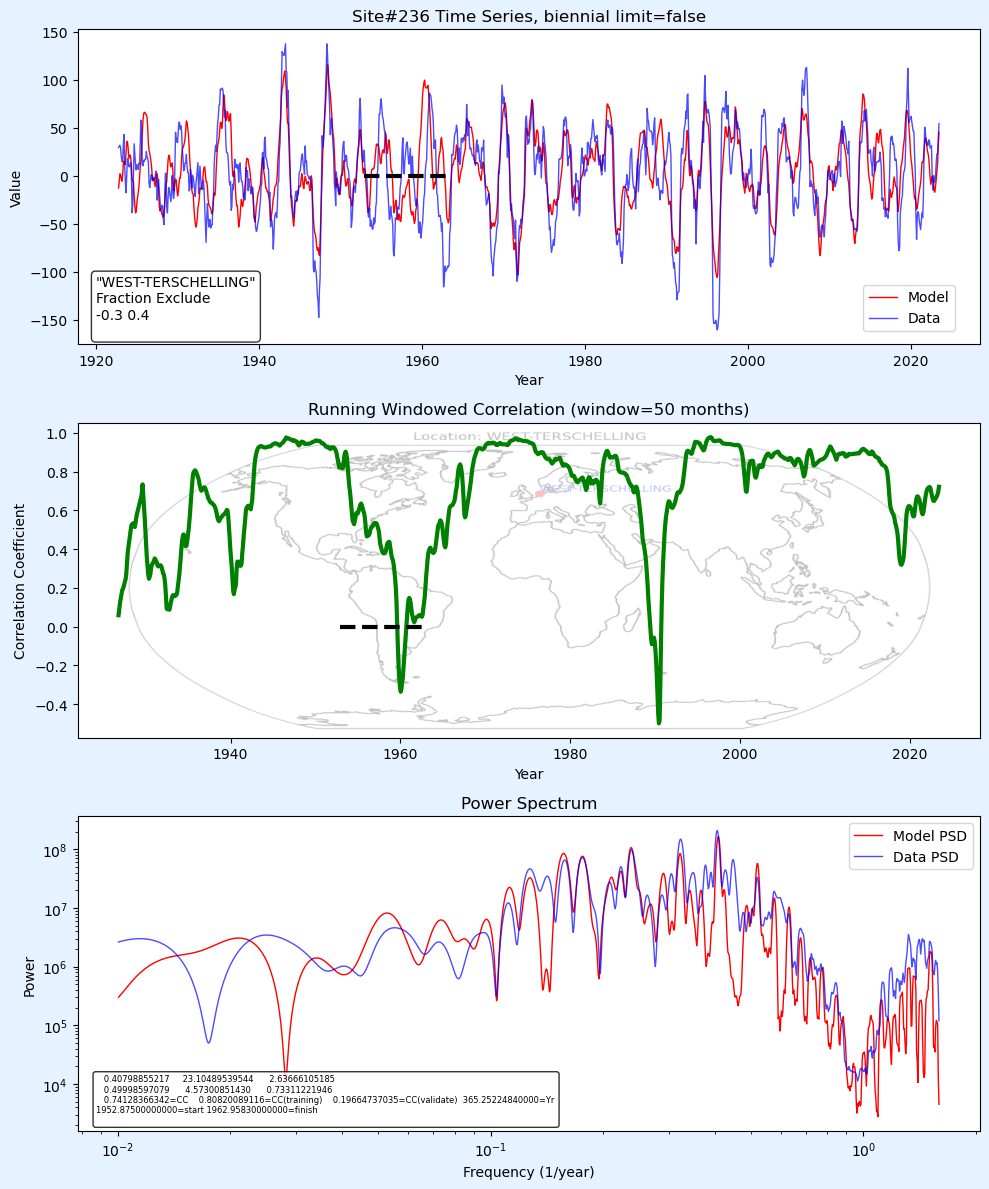 Site#236 Time Series, biennial limit=false
150
100
50
0
−50
−100
−150
Value
"WEST-TERSCHELLING"
Fraction Exclude
-0.3 0.4
Model
Data
1920
1940
1960
1980
2000
2020
Year
Running Windowed Correlation (window=50 months)
Location: WEST-TERSCHELLING
WEST-TERSCHELLING
1.0
0.8
0.6
0.4
0.2
0.0
−0.2
−0.4
Correlation Coefficient
1940
1960
1980
2000
2020
Year
Power Spectrum
Model PSD
Data PSD
10⁸
10⁷
10⁶
10⁵
10⁴
Power
0.40798855217 23.10489539544 2.63666105185
0.49998597079 4.57300851430 0.73311221946
0.74128366342=CC 0.80820089116=CC(training) 0.19664737035=CC(validate) 365.25224840000=Yr
1952.87500000000=start 1962.95830000000=finish
10⁻²
10⁻¹
10⁰
Frequency (1/year)